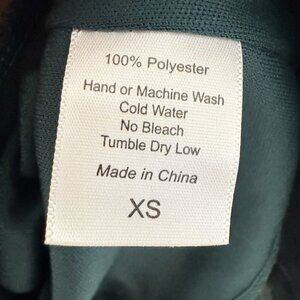 100% Polyester
Hand or Machine Wash
Cold Water
No Bleach
Tumble Dry Low
Made in China
XS